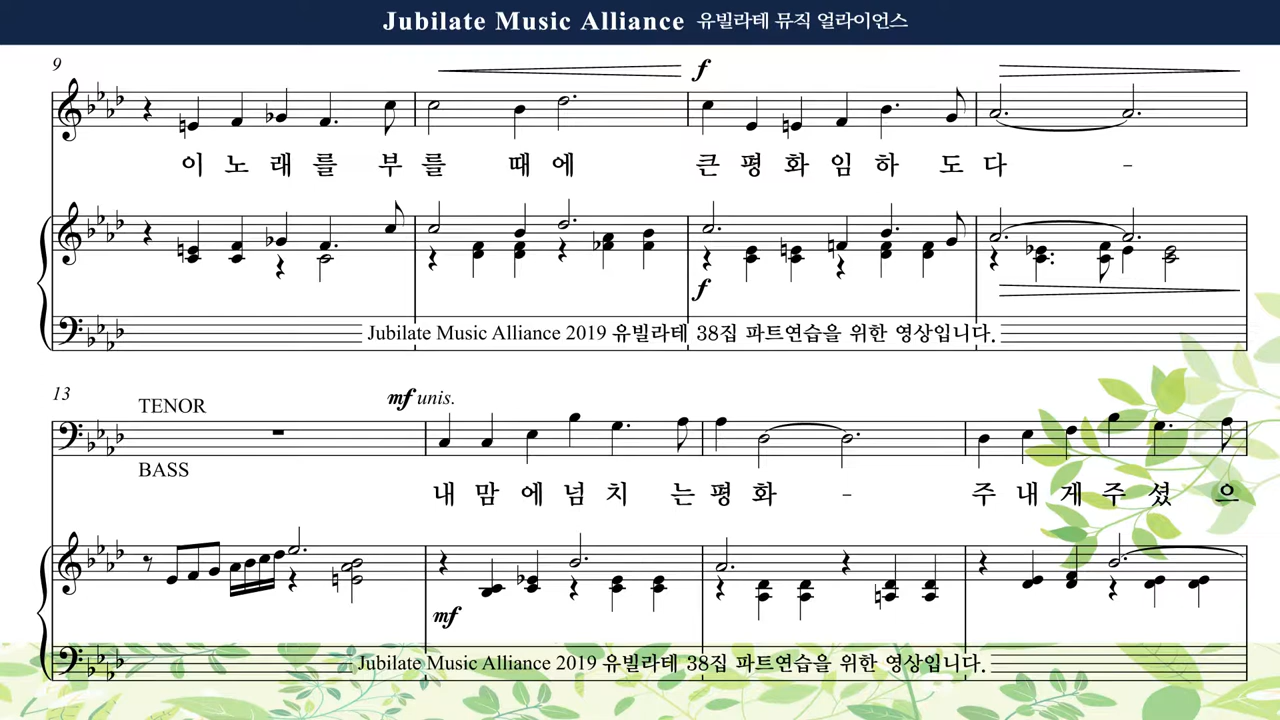 Jubilate Music Alliance 유빌라테 뮤직 얼라이언스
9
f
이 노 래 를 부 를 때 에 큰 평 화 임 하 도 다 -
f
Jubilate Music Alliance 2019 유빌라테 38집 파트연습을 위한 영상입니다.
13
TENOR
mf unis.
BASS
내 맘 에 넘 치 는 평 화 - 주 내 게 주 셨 으
mf
Jubilate Music Alliance 2019 유빌라테 38집 파트연습을 위한 영상입니다.